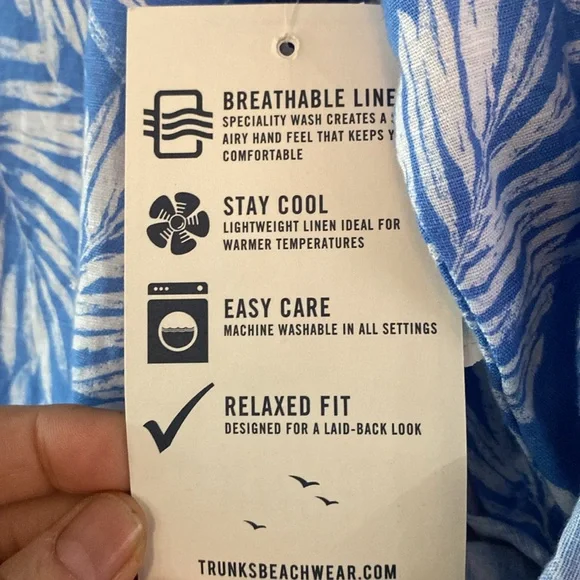 BREATHABLE LINE
SPECIALITY WASH CREATES A
AIRY HAND FEEL THAT KEEPS
COMFORTABLE
STAY COOL
LIGHTWEIGHT LINEN IDEAL FOR
WARMER TEMPERATURES
EASY CARE
MACHINE WASHABLE IN ALL SETTINGS
RELAXED FIT
DESIGNED FOR A LAID-BACK LOOK
TRUNKSBEACHWEAR.COM